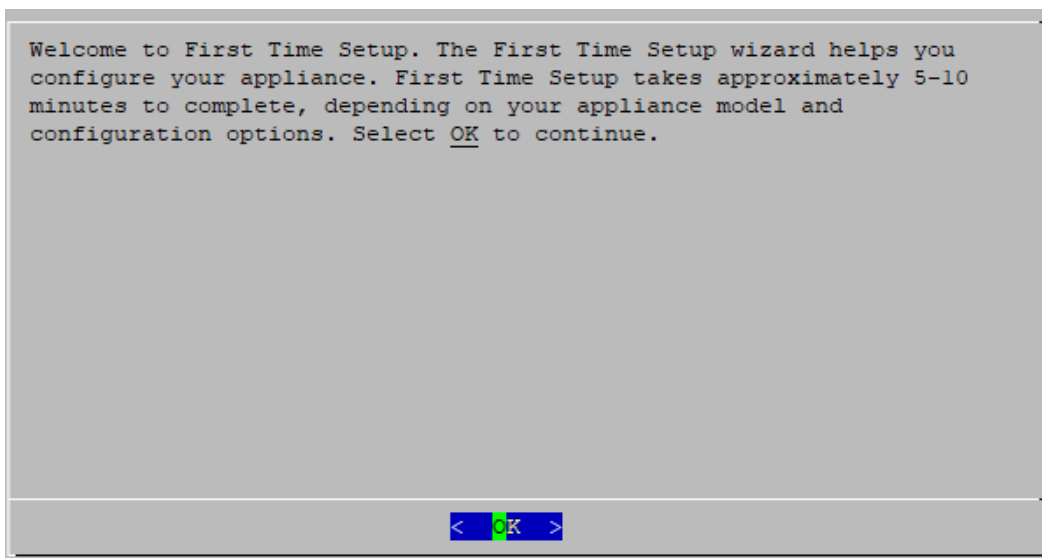 Welcome to First Time Setup. The First Time Setup wizard helps you
configure your appliance. First Time Setup takes approximately 5-10
minutes to complete, depending on your appliance model and
configuration options. Select OK to continue.
< OK >